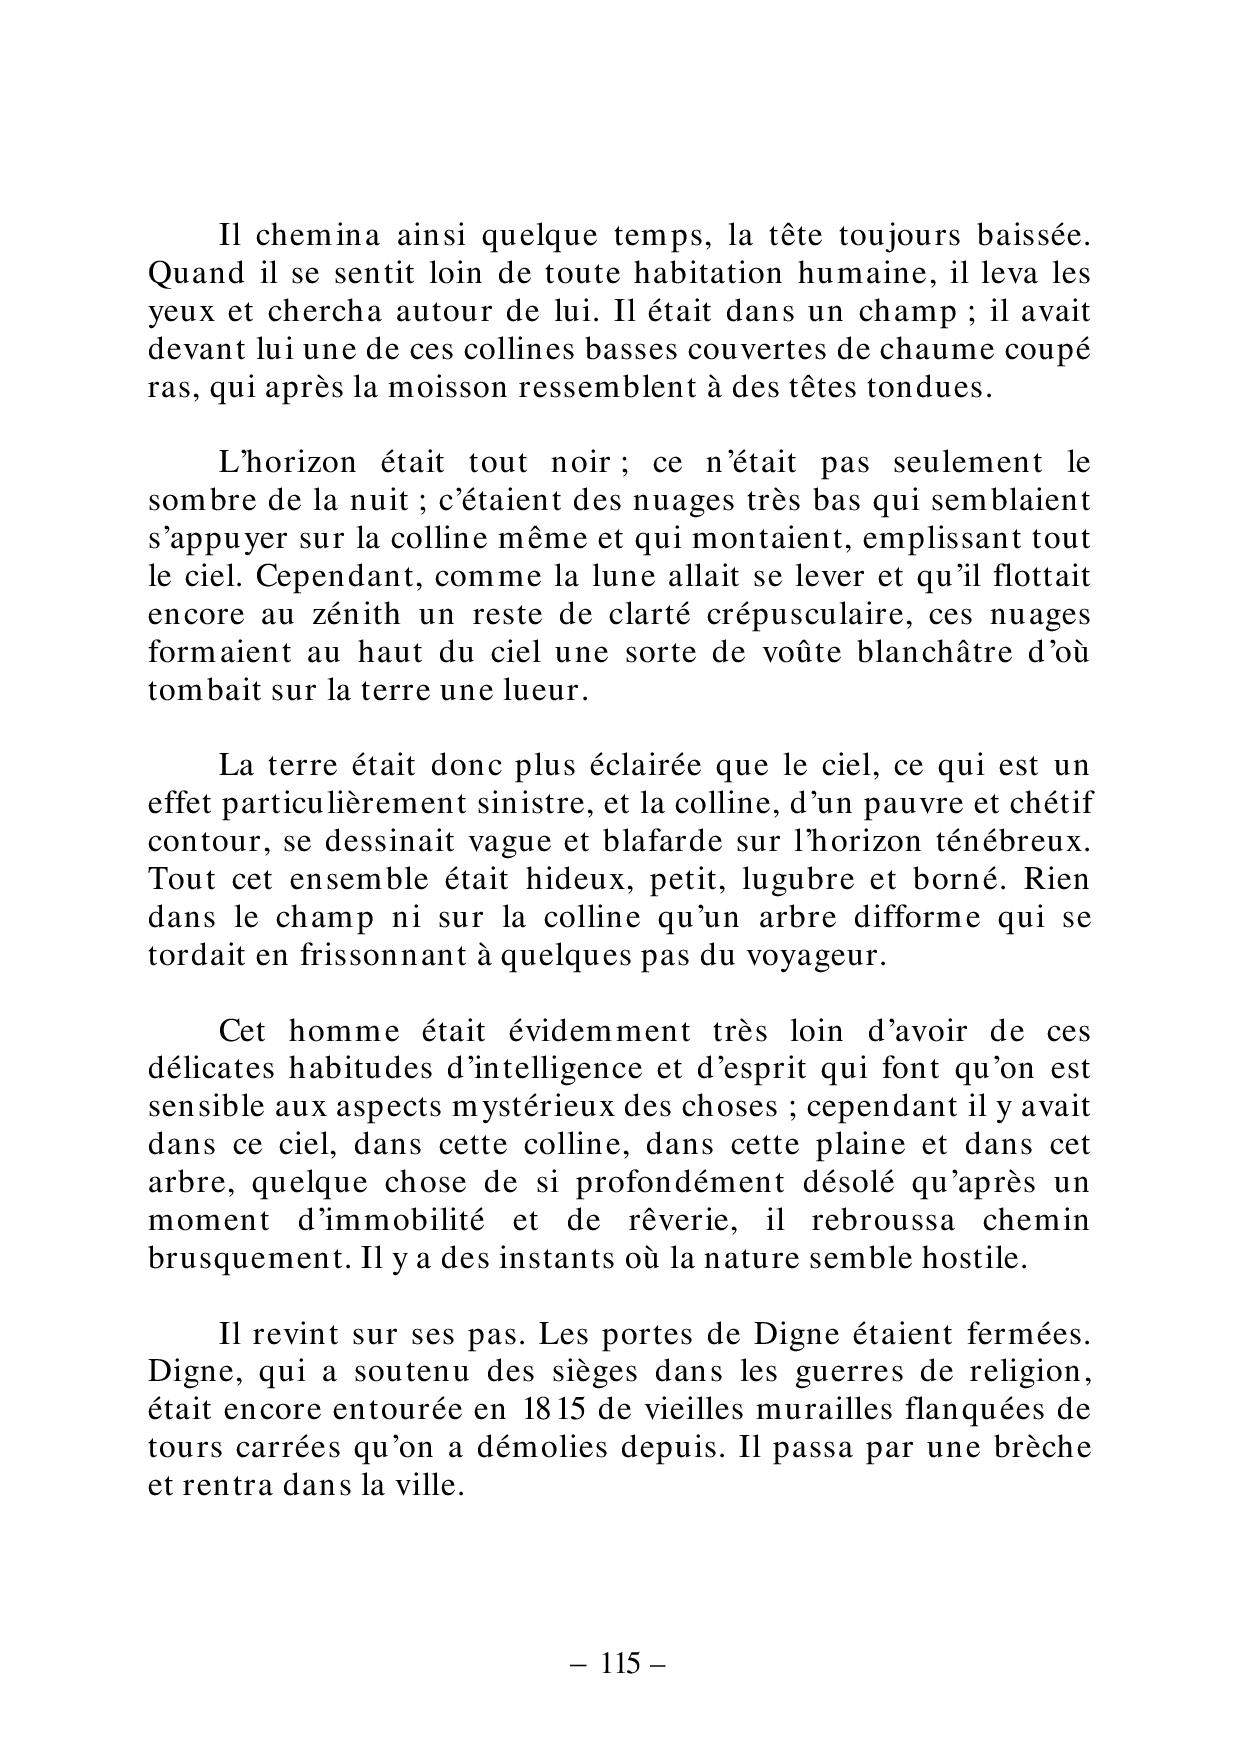 Il chemina ainsi quelque temps, la tête toujours baissée.
Quand il se sentit loin de toute habitation humaine, il leva les
yeux et chercha autour de lui. Il était dans un champ ; il avait
devant lui une de ces collines basses couvertes de chaume coupé
ras, qui après la moisson ressemblent à des têtes tondues.
L’horizon était tout noir ; ce n’était pas seulement le
sombre de la nuit ; c’étaient des nuages très bas qui semblaient
s’appuyer sur la colline même et qui montaient, emplissant tout
le ciel. Cependant, comme la lune allait se lever et qu’il flottait
encore au zénith un reste de clarté crépusculaire, ces nuages
formaient au haut du ciel une sorte de voûte blanchâtre d’où
tombait sur la terre une lueur.
La terre était donc plus éclairée que le ciel, ce qui est un
effet particulièrement sinistre, et la colline, d’un pauvre et chétif
contour, se dessinait vague et blafarde sur l’horizon ténébreux.
Tout cet ensemble était hideux, petit, lugubre et borné. Rien
dans le champ ni sur la colline qu’un arbre difforme qui se
tordait en frissonnant à quelques pas du voyageur.
Cet homme était évidemment très loin d’avoir de ces
délicates habitudes d’intelligence et d’esprit qui font qu’on est
sensible aux aspects mystérieux des choses ; cependant il y avait
dans ce ciel, dans cette colline, dans cette plaine et dans cet
arbre, quelque chose de si profondément désolé qu’après un
moment d’immobilité et de rêverie, il rebroussa chemin
brusquement. Il y a des instants où la nature semble hostile.
Il revint sur ses pas. Les portes de Digne étaient fermées.
Digne, qui a soutenu des sièges dans les guerres de religion,
était encore entourée en 1815 de vieilles murailles flanquées de
tours carrées qu’on a démolies depuis. Il passa par une brèche
et rentra dans la ville.
– 115 –